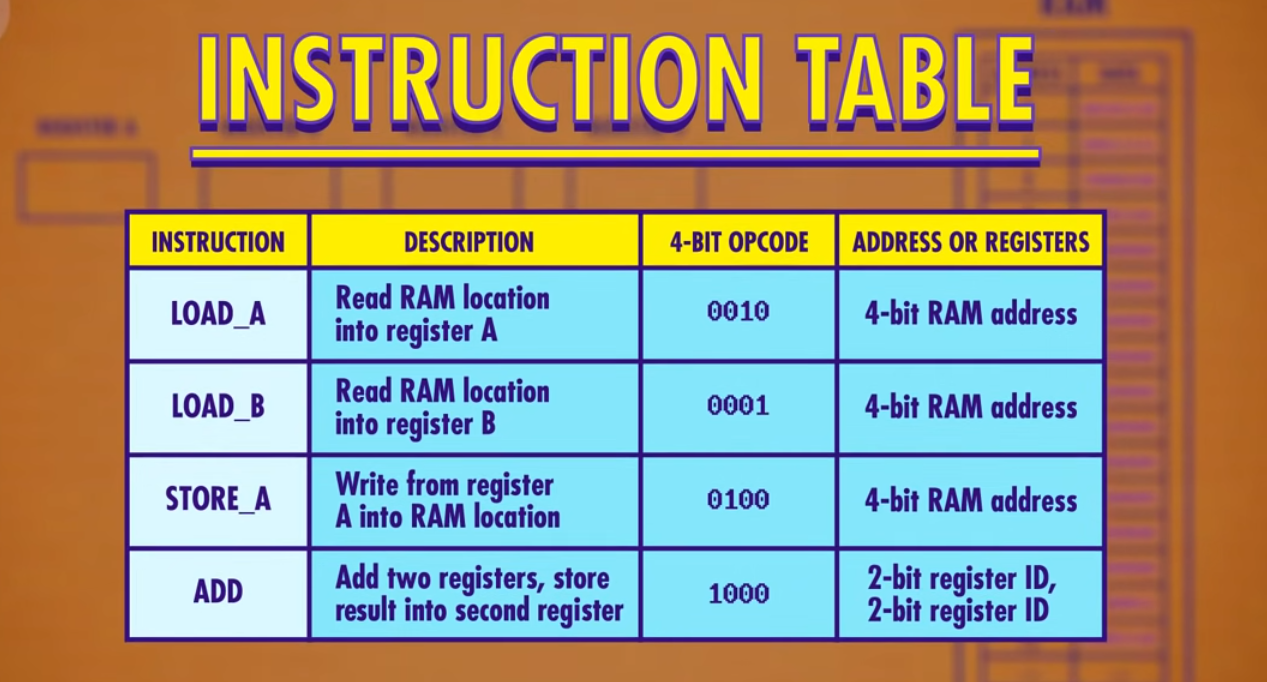 INSTRUCTION TABLE
INSTRUCTION DESCRIPTION 4-BIT OPCODE ADDRESS OR REGISTERS
LOAD_A
Read RAM location
into register A
0010
4-bit RAM address
LOAD_B
Read RAM location
into register B
0001
4-bit RAM address
STORE_A
Write from register
A into RAM location
0100
4-bit RAM address
ADD
Add two registers, store
result into second register
1000
2-bit register ID,
2-bit register ID